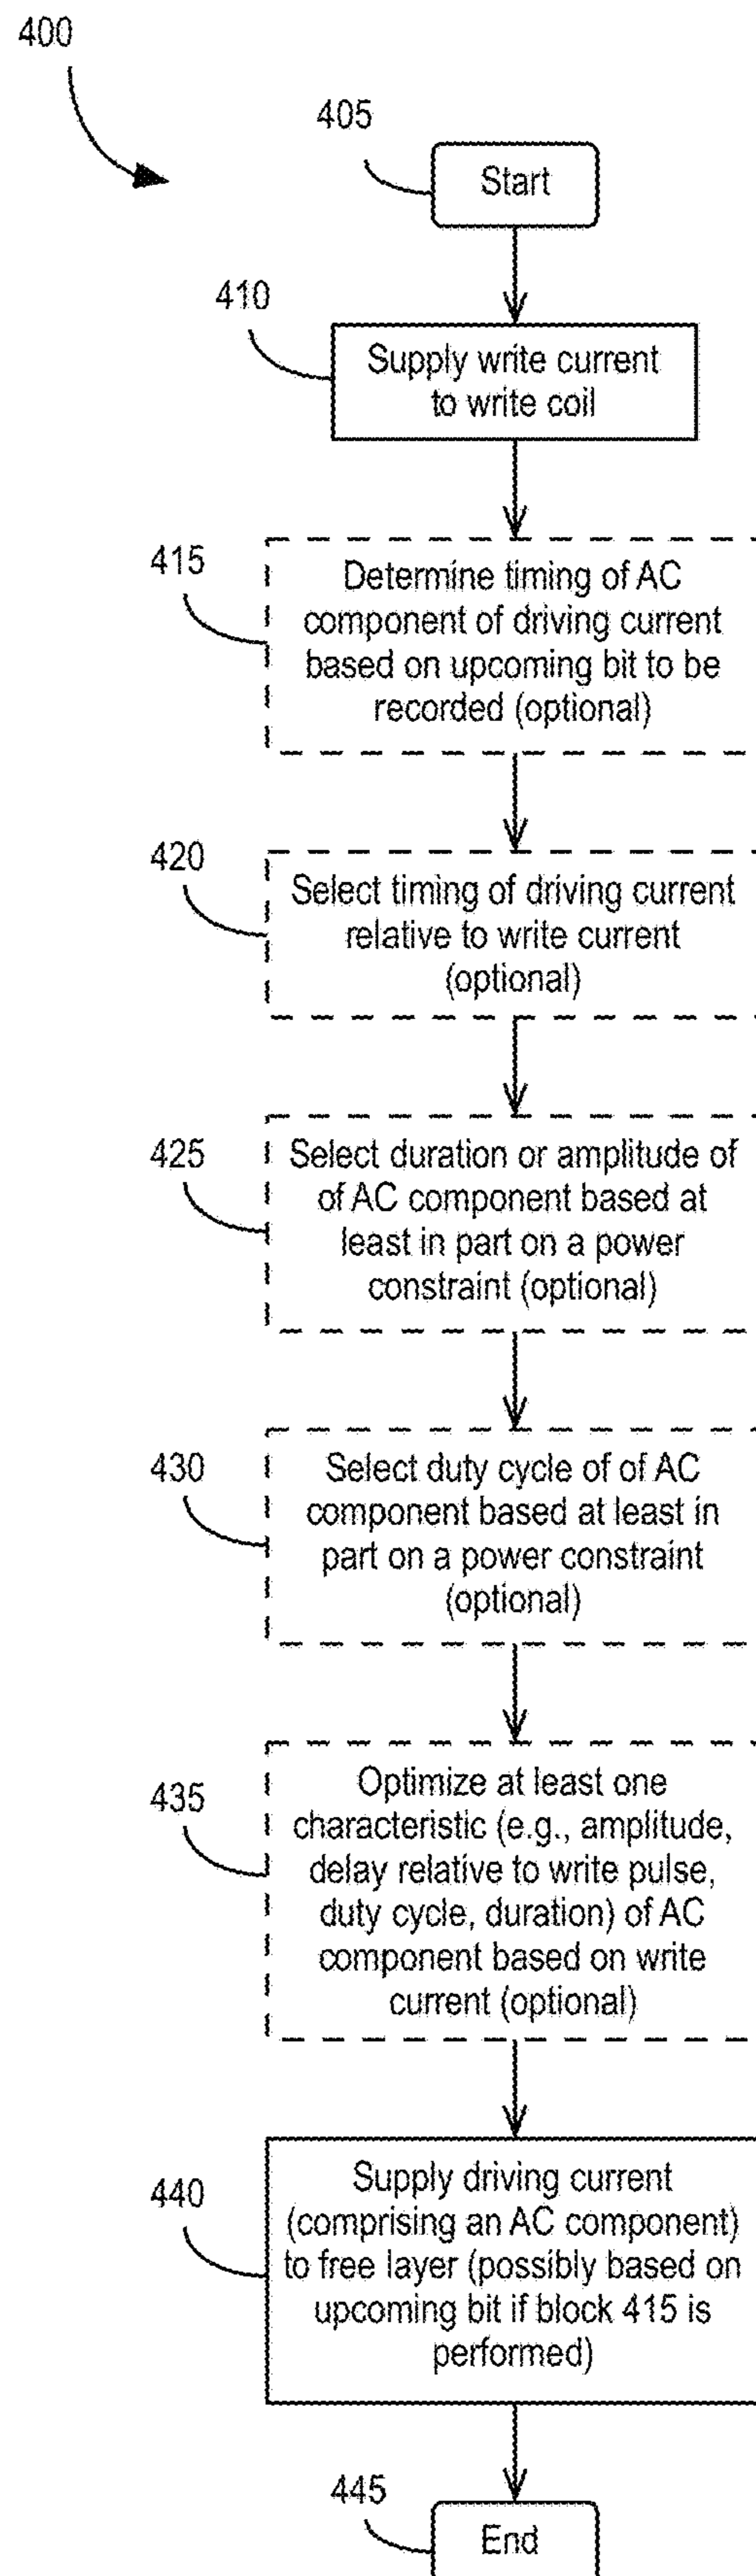 400
405
Start
410
Supply write current
to write coil
415
Determine timing of AC
component of driving current
based on upcoming bit to be
recorded (optional)
420
Select timing of driving current
relative to write current
(optional)
425
Select duration or amplitude of
of AC component based at
least in part on a power
constraint (optional)
430
Select duty cycle of of AC
component based at least in
part on a power constraint
(optional)
435
Optimize at least one
characteristic (e.g., amplitude,
delay relative to write pulse,
duty cycle, duration) of AC
component based on write
current (optional)
440
Supply driving current
(comprising an AC component)
to free layer (possibly based on
upcoming bit if block 415 is
performed)
445
End